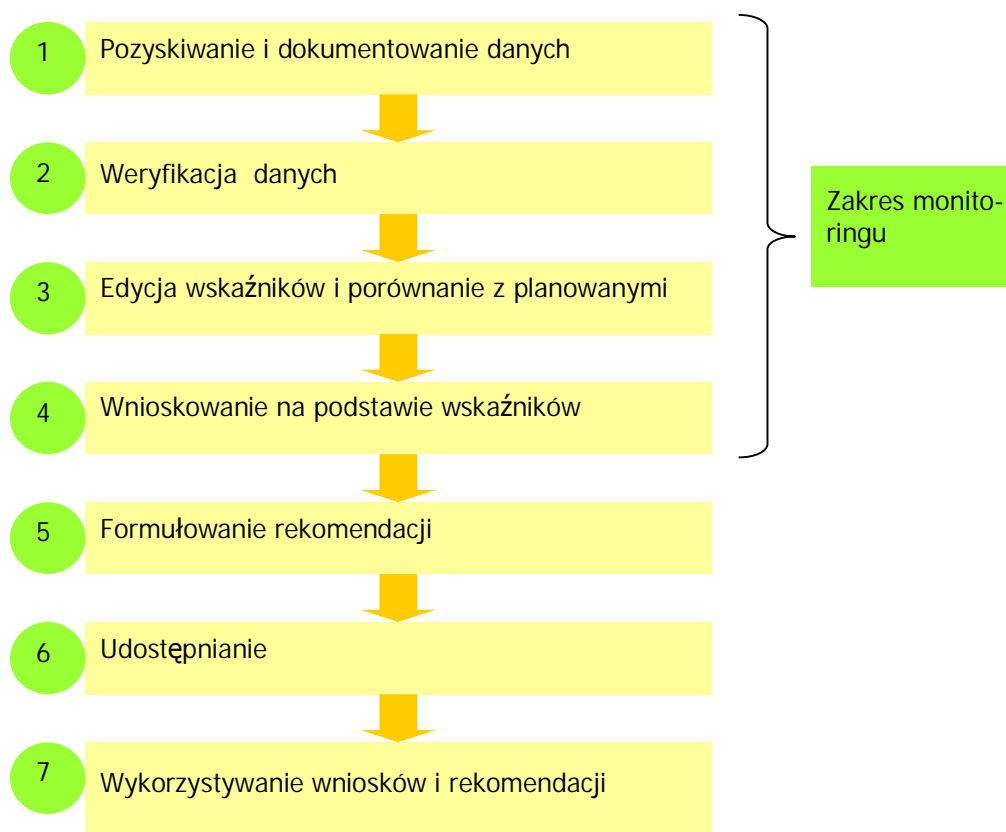 1
Pozyskiwanie i dokumentowanie danych
2
Weryfikacja danych
3
Edycja wskaźników i porównanie z planowanymi
4
Wnioskowanie na podstawie wskaźników
5
Formułowanie rekomendacji
6
Udostępnianie
7
Wykorzystywanie wniosków i rekomendacji
Zakres monito-
ringu